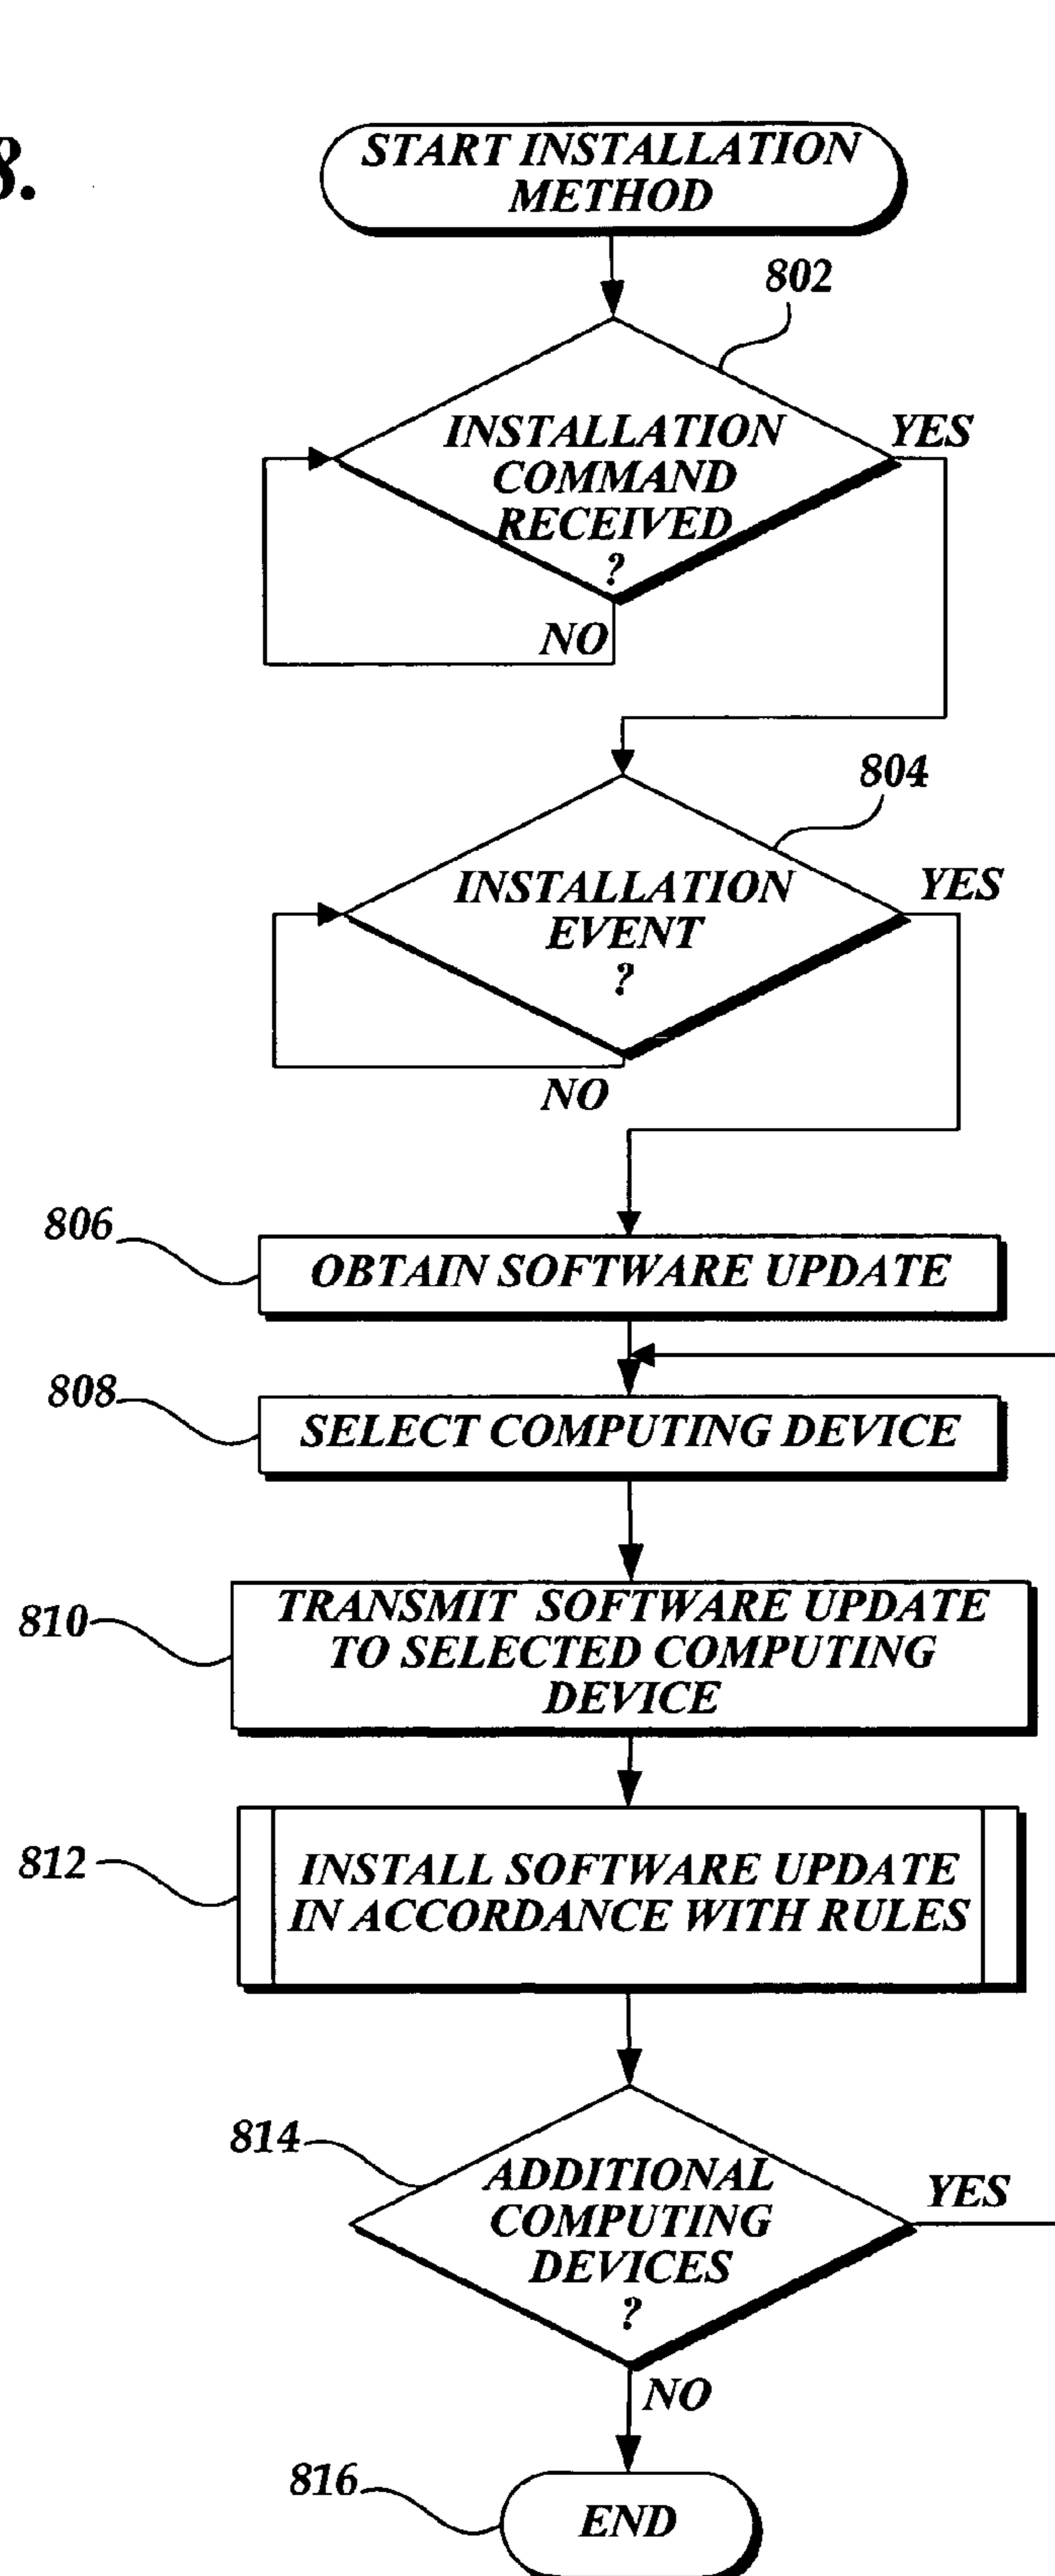 8.
START INSTALLATION
METHOD
802
INSTALLATION
COMMAND
RECEIVED
?
YES
NO
804
INSTALLATION
EVENT
?
YES
NO
806
OBTAIN SOFTWARE UPDATE
808
SELECT COMPUTING DEVICE
810
TRANSMIT SOFTWARE UPDATE
TO SELECTED COMPUTING
DEVICE
812
INSTALL SOFTWARE UPDATE
IN ACCORDANCE WITH RULES
814
ADDITIONAL
COMPUTING
DEVICES
?
YES
NO
816
END